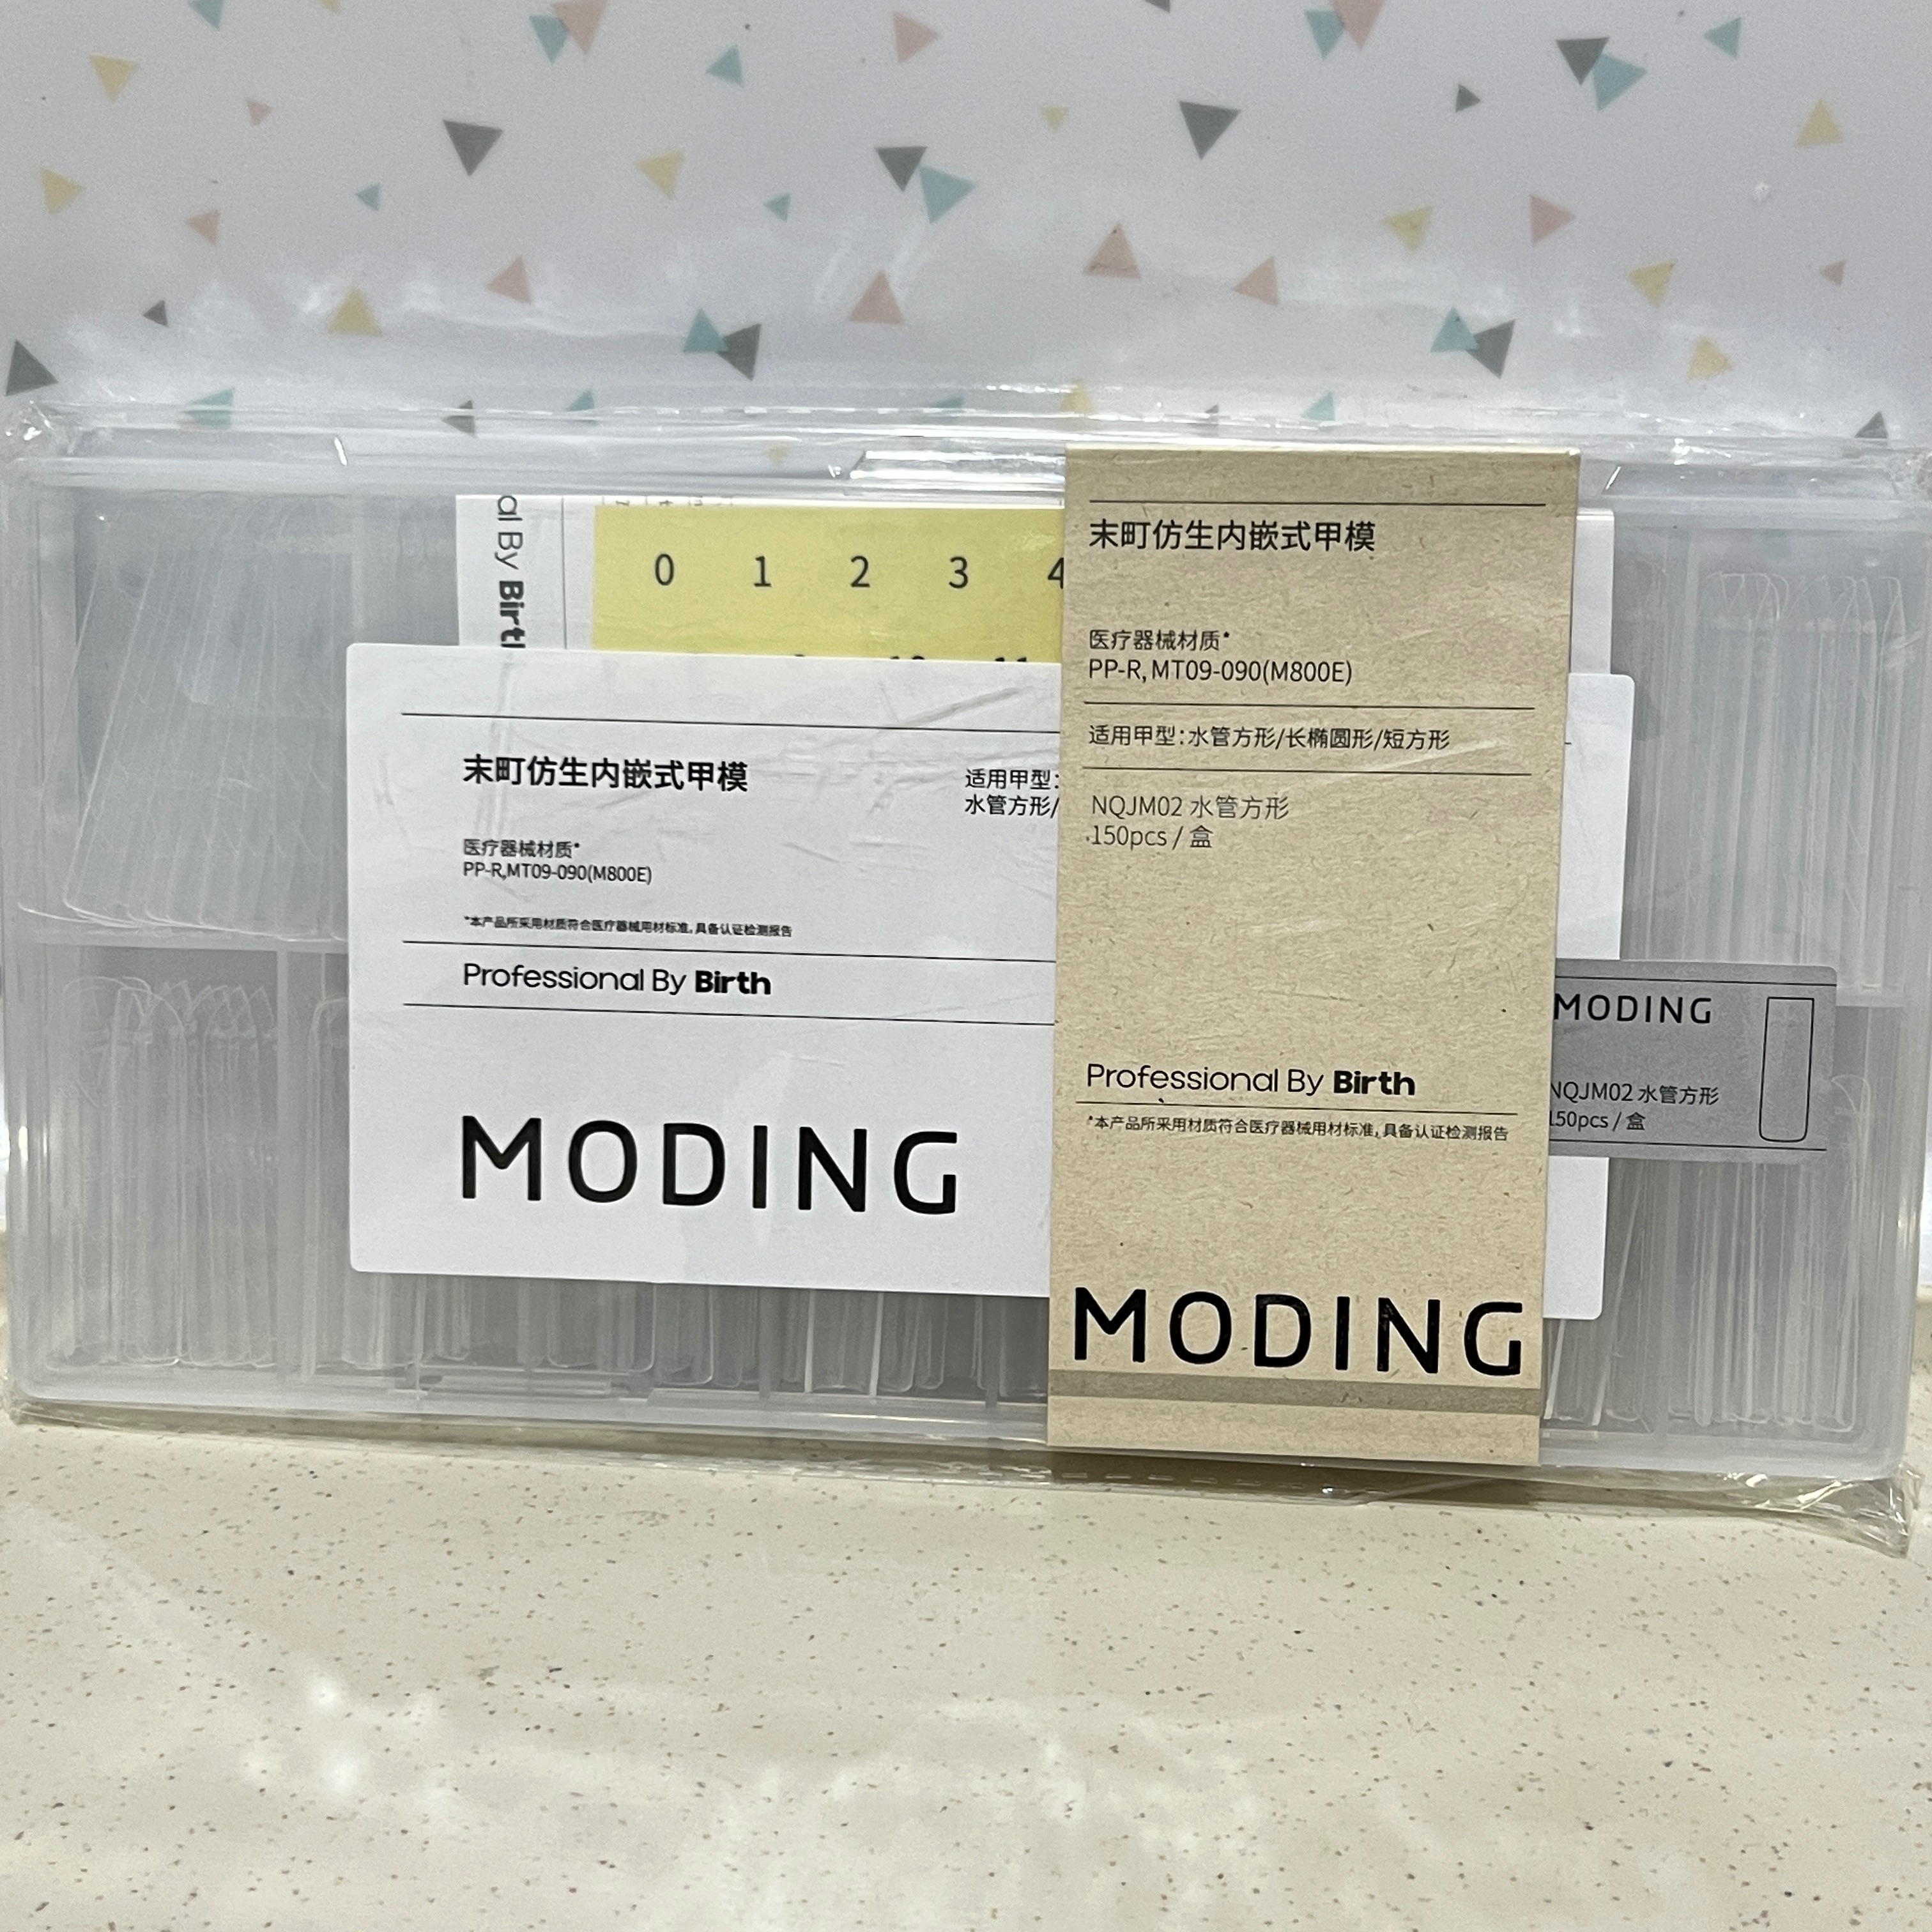 al By Birth
0 1 2 3 4
10 11
末町仿生内嵌式甲模
适用甲型:
水管方形/
医疗器械材质*
PP-R,MT09-090(M800E)
*本产品所采用材质符合医疗器械用材标准,具备认证检测报告
Professional By Birth
MODING
末町仿生内嵌式甲模
医疗器械材质*
PP-R,MT09-090(M800E)
适用甲型:水管方形/长椭圆形/短方形
NQJM02 水管方形
150pcs / 盒
Professional By Birth
*本产品所采用材质符合医疗器械用材标准,具备认证检测报告
MODING
MODING
NQJM02 水管方形
150pcs / 盒